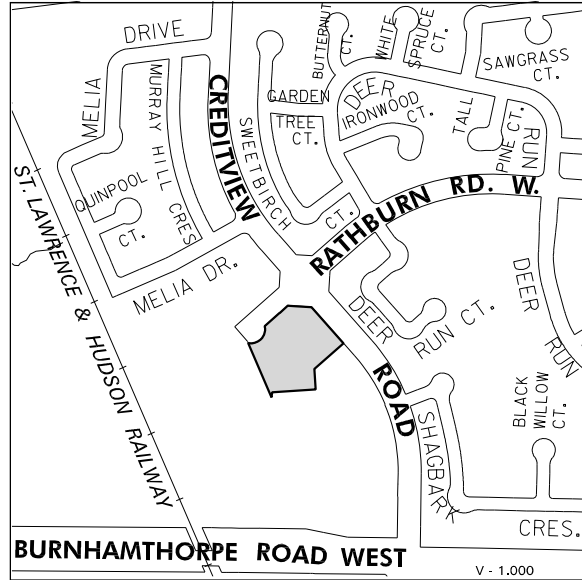 DRIVE
MELIA
MURRAY HILL CRES
QUINPOOL
CT.
MELIA DR.
CREDITVIEW
ROAD
SWEETBIRCH
CT.
BUTTERNUT
CT.
WHITE
SPRUCE
CT.
SAWGRASS
CT.
GARDEN
TREE
CT.
DEER
RUN
IRONWOOD
CT.
TALL
PINE CT.
RATHBURN RD. W.
DEER
RUN CT.
DEER
RUN
BLACK
WILLOW
CT.
SHAGBARK
CRES.
ST. LAWRENCE & HUDSON RAILWAY
BURNHAMTHORPE ROAD WEST
V - 1.000